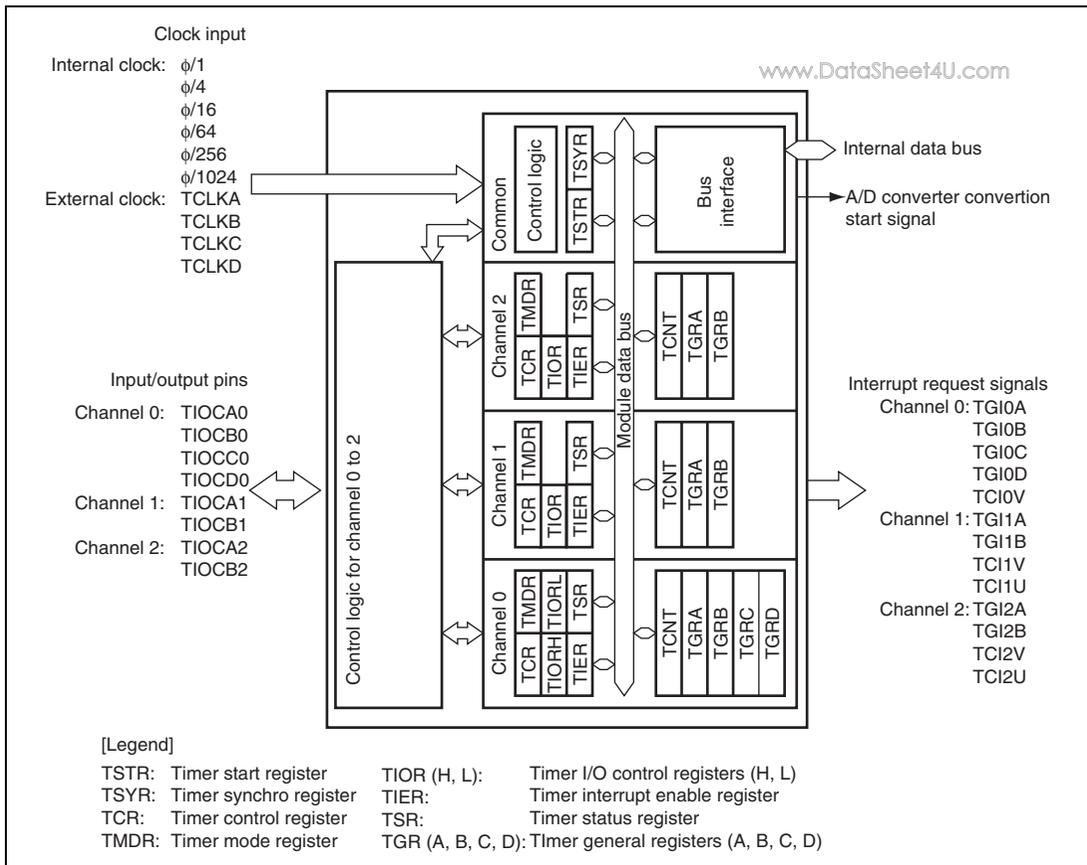 Clock input
Internal clock: ϕ/1
ϕ/4
ϕ/16
ϕ/64
ϕ/256
ϕ/1024
External clock: TCLKA
TCLKB
TCLKC
TCLKD
www.DataSheet4U.com
Common
Control logic
TSTR TSYR
Bus
interface
Internal data bus
A/D converter convertion
start signal
Control logic for channel 0 to 2
Module data bus
Channel 2
TCR TMDR
TIOR
TIER TSR
TCNT
TGRA
TGRB
Channel 1
TCR TMDR
TIOR
TIER TSR
TCNT
TGRA
TGRB
Channel 0
TCR TMDR
TIORH TIORL
TIER TSR
TCNT
TGRA
TGRB
TGRC
TGRD
Input/output pins
Channel 0: TIOCA0
TIOCB0
TIOCC0
TIOCD0
Channel 1: TIOCA1
TIOCB1
Channel 2: TIOCA2
TIOCB2
Interrupt request signals
Channel 0: TGI0A
TGI0B
TGI0C
TGI0D
TCI0V
Channel 1: TGI1A
TGI1B
TCI1V
TCI1U
Channel 2: TGI2A
TGI2B
TCI2V
TCI2U
[Legend]
TSTR: Timer start register
TSYR: Timer synchro register
TCR: Timer control register
TMDR: Timer mode register
TIOR (H, L): Timer I/O control registers (H, L)
TIER: Timer interrupt enable register
TSR: Timer status register
TGR (A, B, C, D): TImer general registers (A, B, C, D)